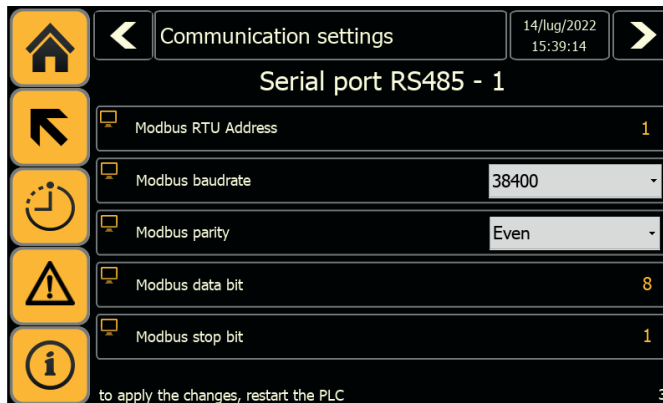 Communication settings
14/lug/2022
15:39:14
Serial port RS485 - 1
Modbus RTU Address 1
Modbus baudrate 38400
Modbus parity Even
Modbus data bit 8
Modbus stop bit 1
to apply the changes, restart the PLC